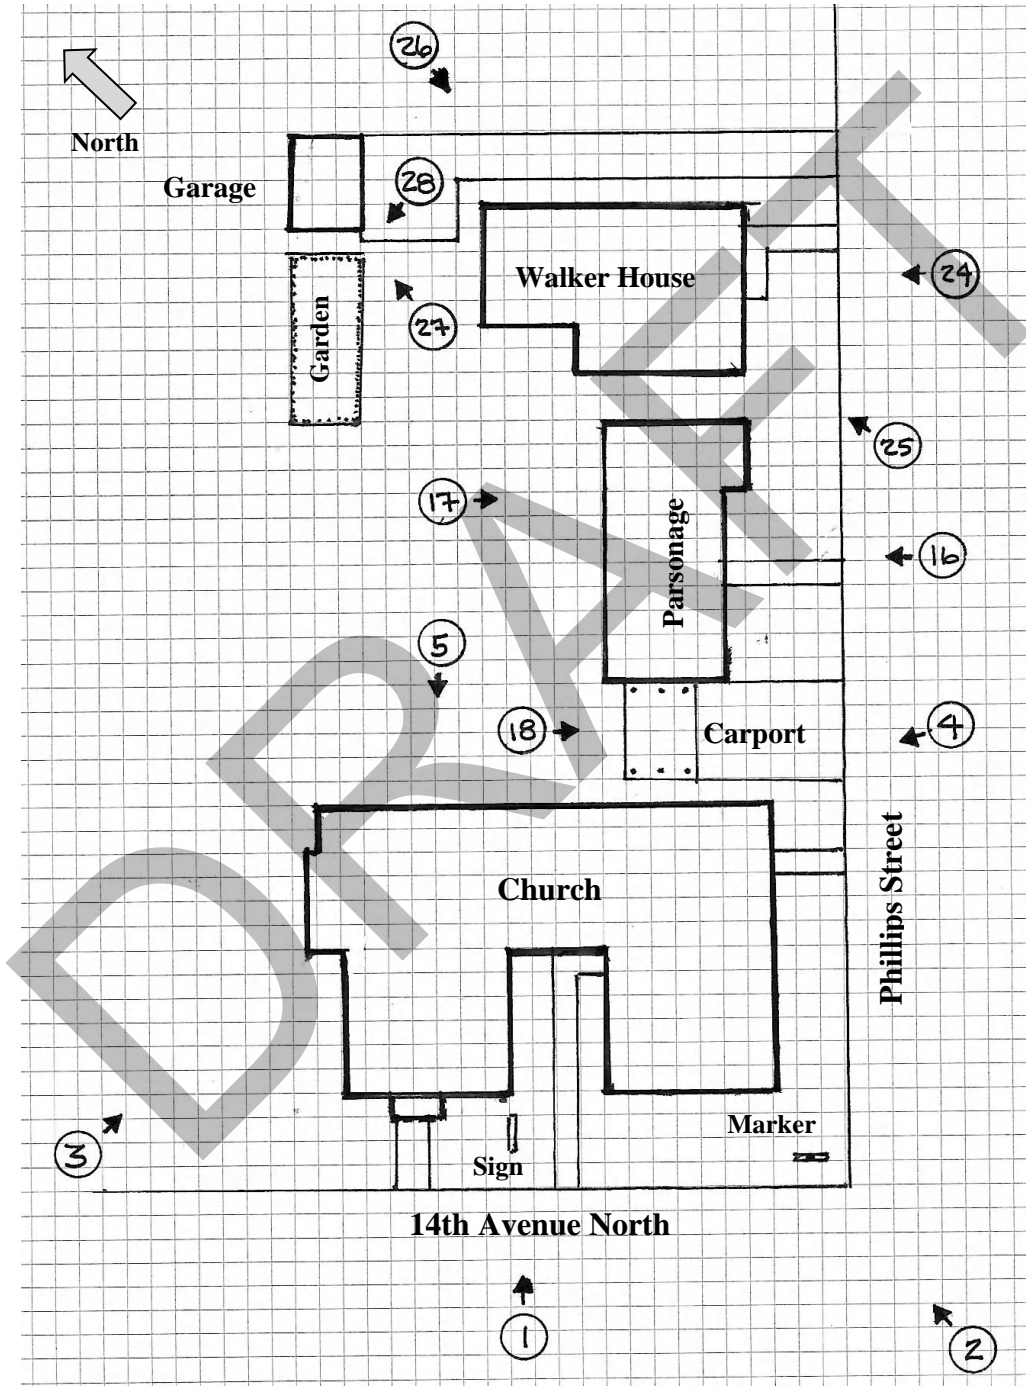 26
North
Garage
28
Walker House
24
27
Garden
25
17
Parsonage
16
5
18
Carport
4
Church
Phillips Street
3
Marker
Sign
14th Avenue North
1
2
DRAFT